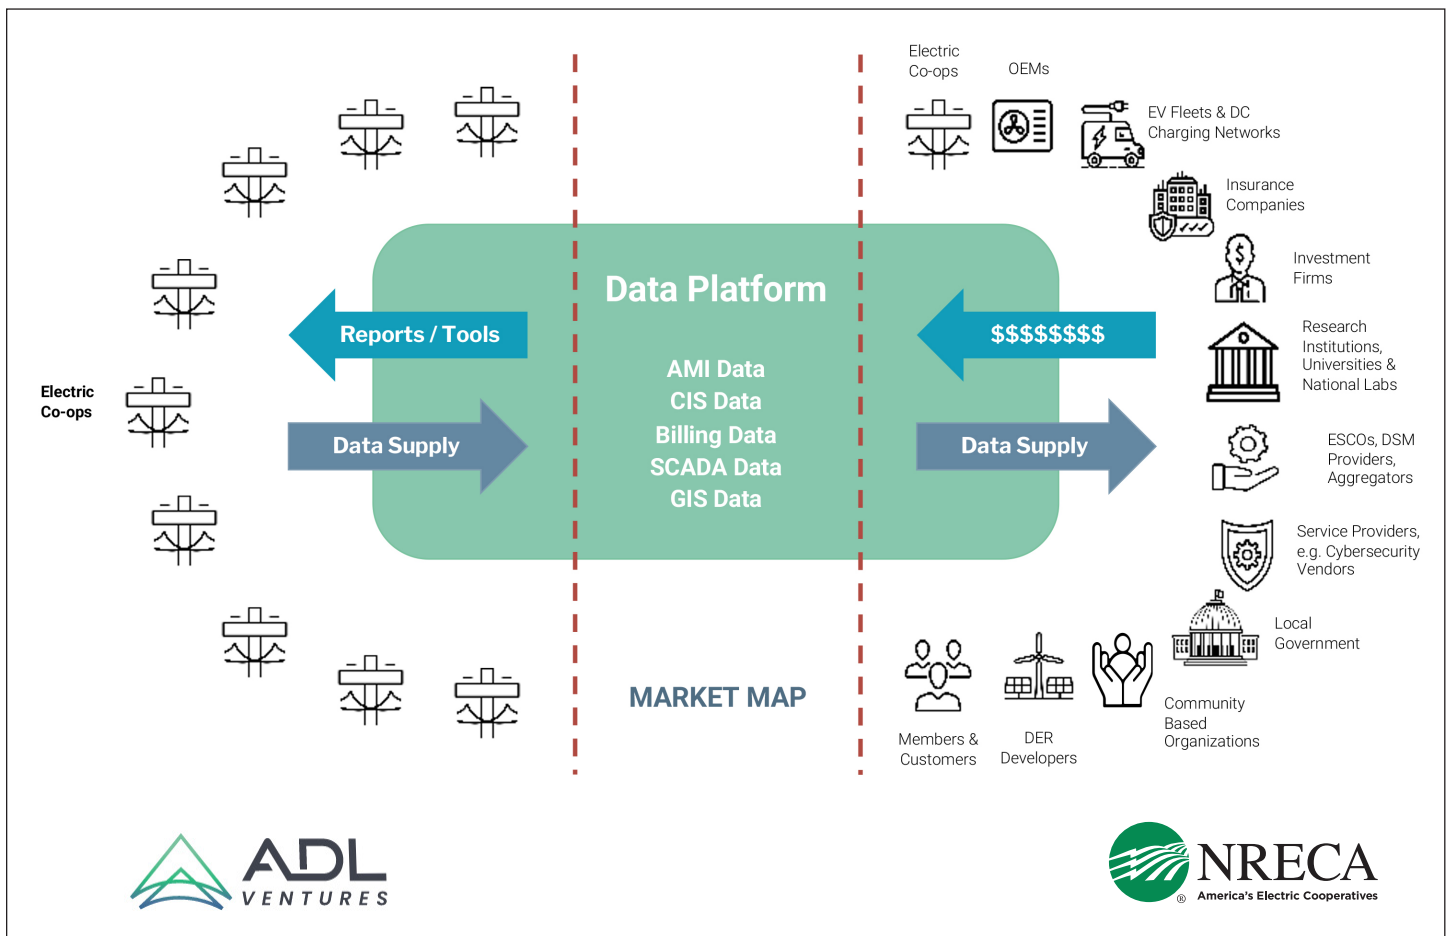 Electric
Co-ops
OEMs
EV Fleets & DC
Charging Networks
Insurance
Companies
Investment
Firms
Research
Institutions,
Universities &
National Labs
ESCOs, DSM
Providers,
Aggregators
Service Providers,
e.g. Cybersecurity
Vendors
Local
Government
Community
Based
Organizations
DER
Developers
Members &
Customers
Data Platform
AMI Data
CIS Data
Billing Data
SCADA Data
GIS Data
Reports / Tools
Data Supply
$$$$$$$$
Data Supply
Electric
Co-ops
MARKET MAP
ADL
VENTURES
NRECA
America's Electric Cooperatives
®